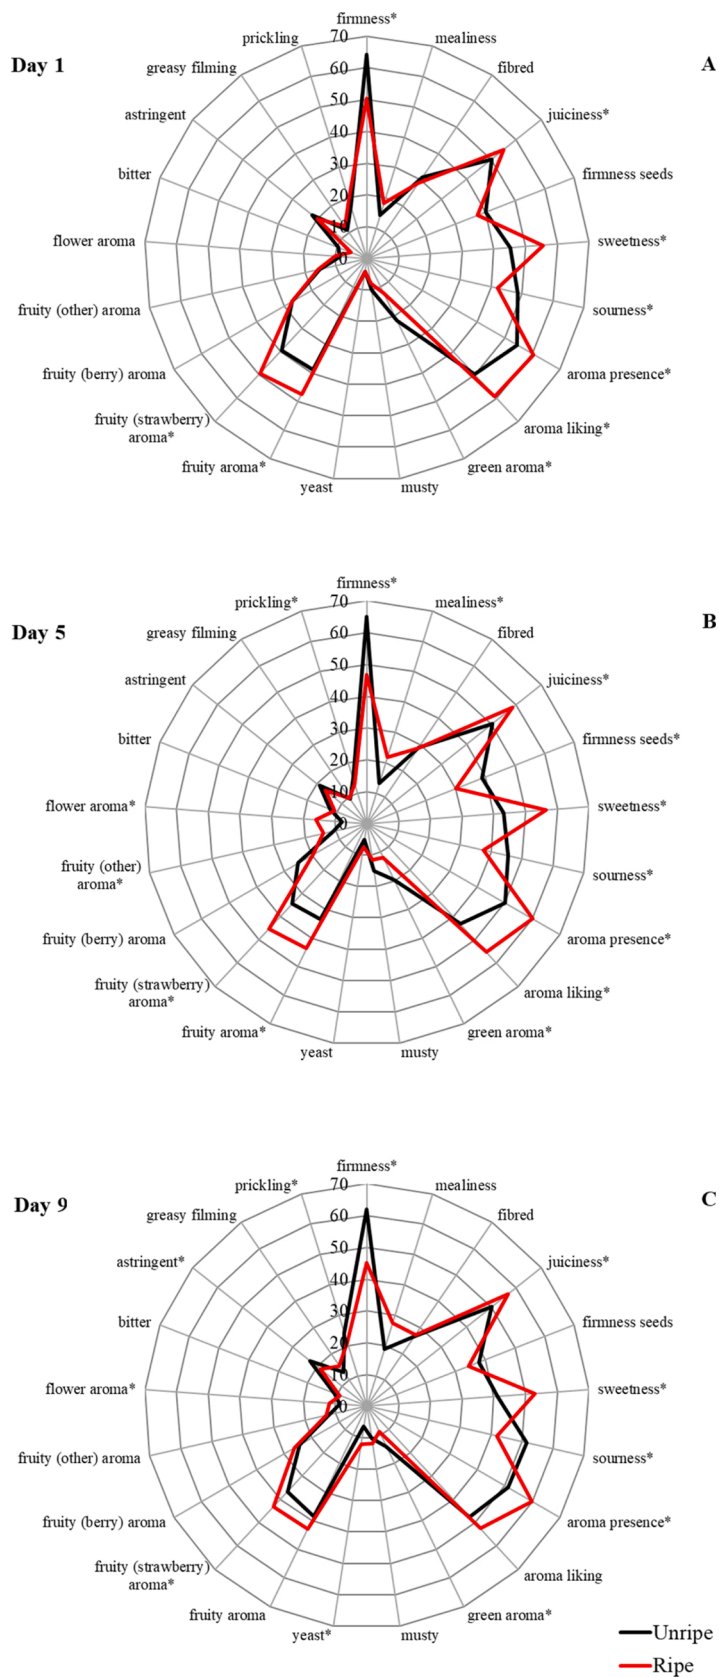 firmness*
70
prickling
mealiness
Day 1
A
greasy filming
60
fibred
50
astringent
juiciness*
40
30
bitter
firmness seeds
20
10
flower aroma
sweetness*
0
fruity (other) aroma
sourness*
fruity (berry) aroma
aroma presence*
fruity (strawberry)
aroma*
aroma liking*
fruity aroma*
green aroma*
yeast
musty
firmness*
70
prickling*
mealiness*
Day 5
B
greasy filming
60
fibred
50
astringent
juiciness*
40
30
bitter
firmness seeds*
20
10
flower aroma*
sweetness*
0
fruity (other)
aroma*
sourness*
fruity (berry) aroma
aroma presence*
fruity (strawberry)
aroma*
aroma liking*
fruity aroma*
green aroma*
yeast
musty
firmness*
70
prickling*
mealiness
Day 9
C
greasy filming
60
fibred
50
astringent*
juiciness*
40
30
bitter
firmness seeds
20
10
flower aroma*
sweetness*
0
fruity (other) aroma
sourness*
fruity (berry) aroma
aroma presence*
fruity (strawberry)
aroma*
aroma liking
fruity aroma
green aroma*
yeast*
musty
Unripe
Ripe